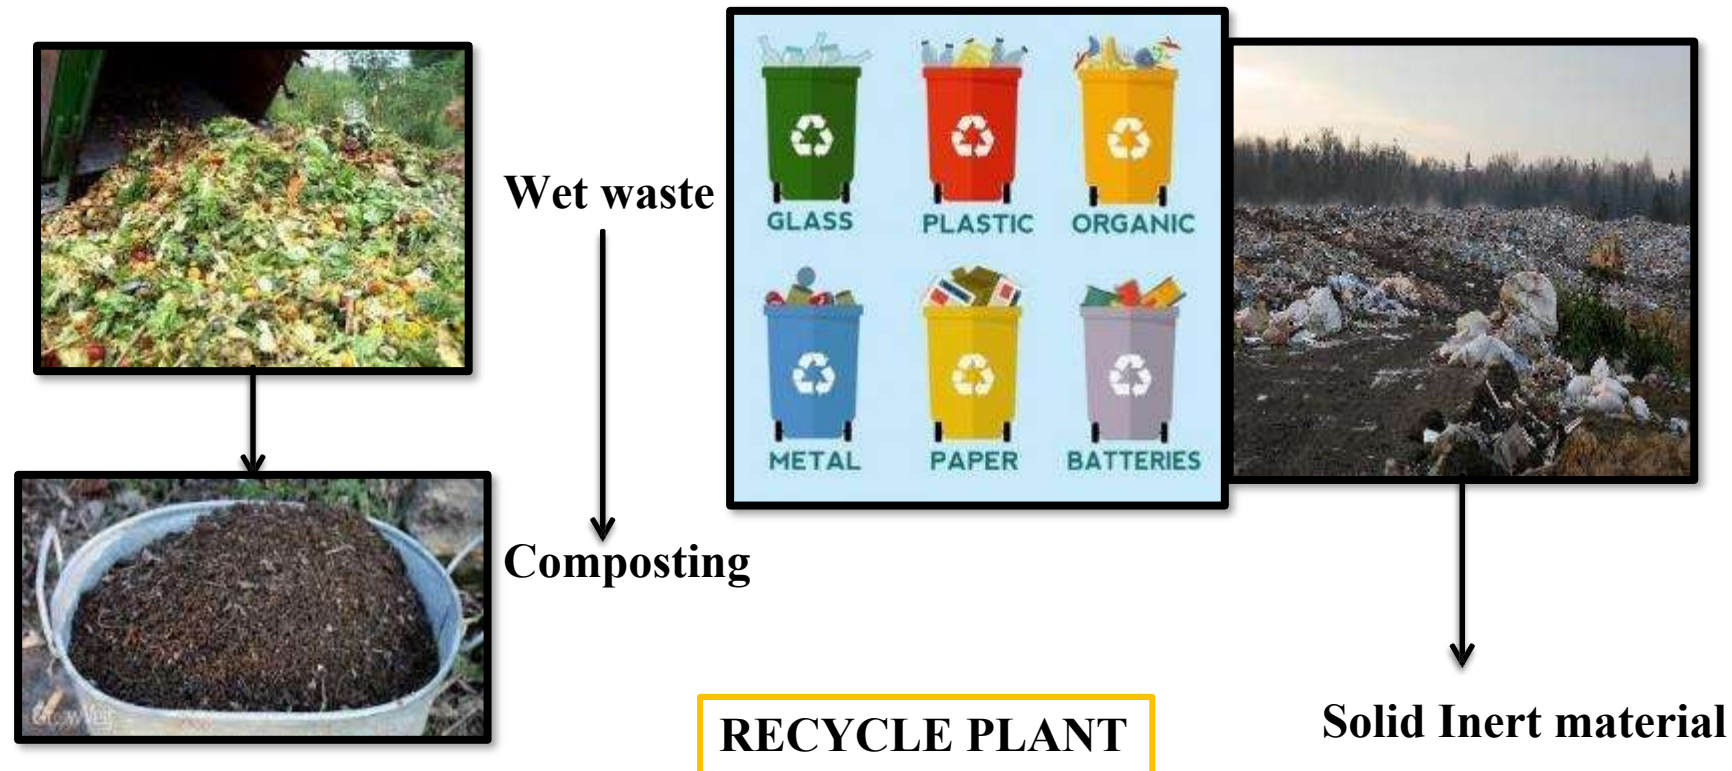 Wet waste
Composting
GLASS
PLASTIC
ORGANIC
METAL
PAPER
BATTERIES
RECYCLE PLANT
Solid Inert material